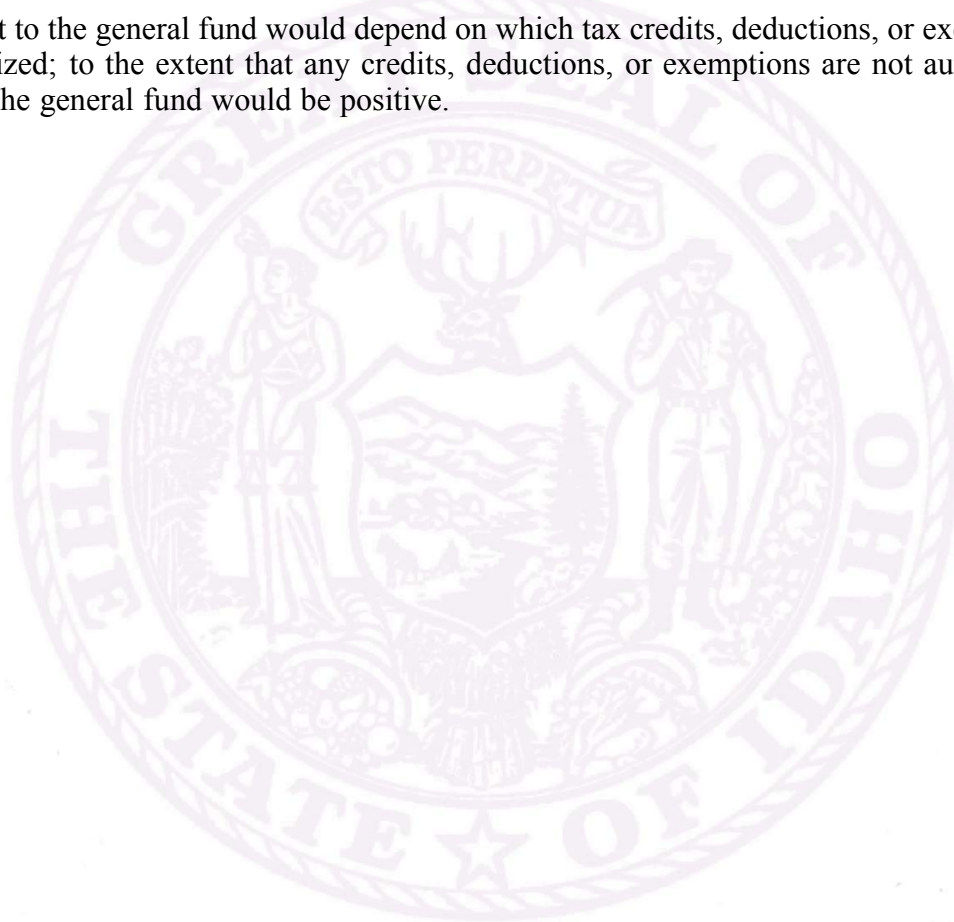 t to the general fund would depend on which tax credits, deductions, or ex
ized; to the extent that any credits, deductions, or exemptions are not au
he general fund would be positive.
GREAT SEAL OF
ESTO PERPETUA
THE STATE OF IDAHO